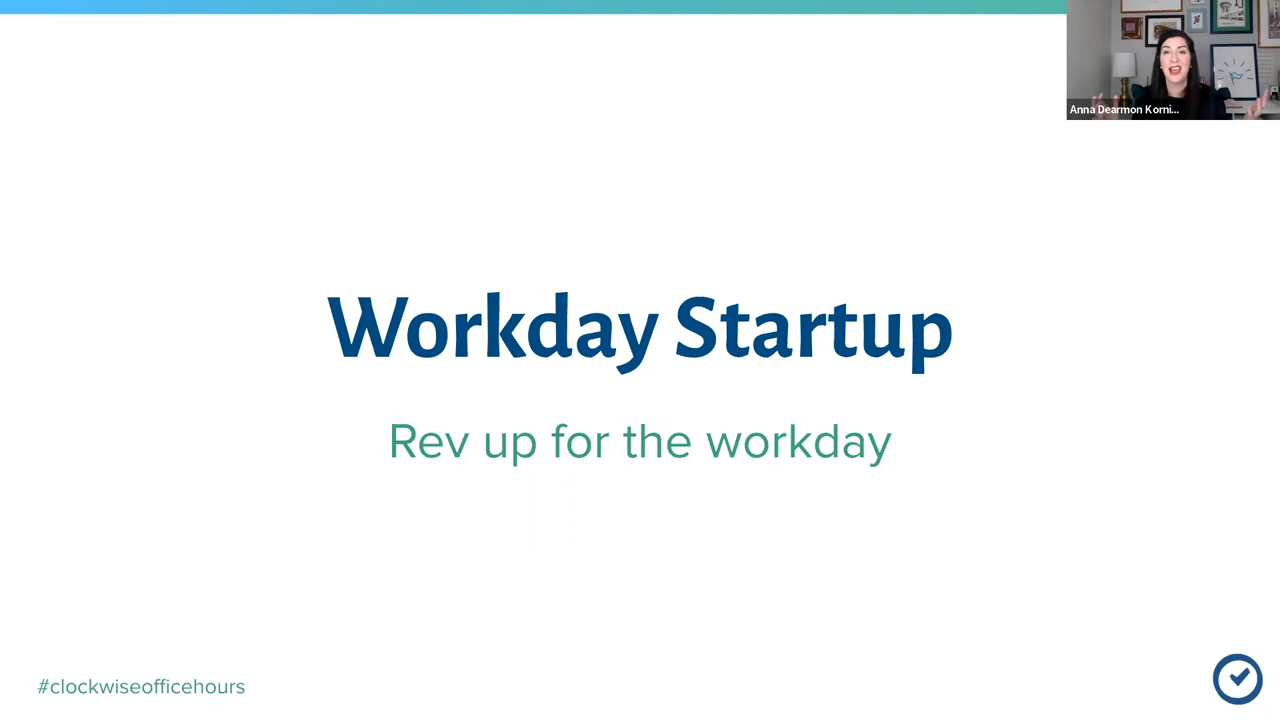 Anna Dearmon Korni...
Workday Startup
Rev up for the workday
#clockwiseofficehours